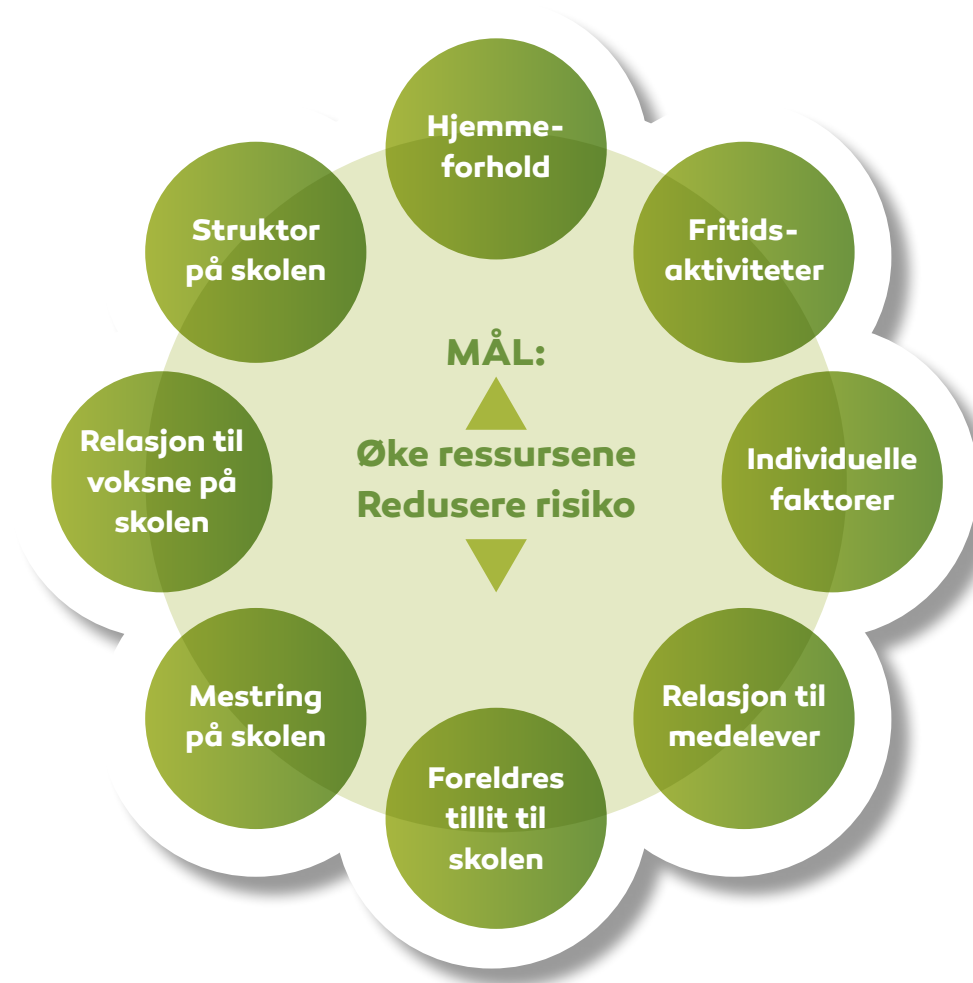 Hjemme-
forhold
Fritids-
aktiviteter
Individuelle
faktorer
Relasjon til
medelever
Foreldres
tillit til
skolen
Mestring
på skolen
Relasjon til
voksne på
skolen
Struktor
på skolen
MÅL:
Øke ressursene
Redusere risiko